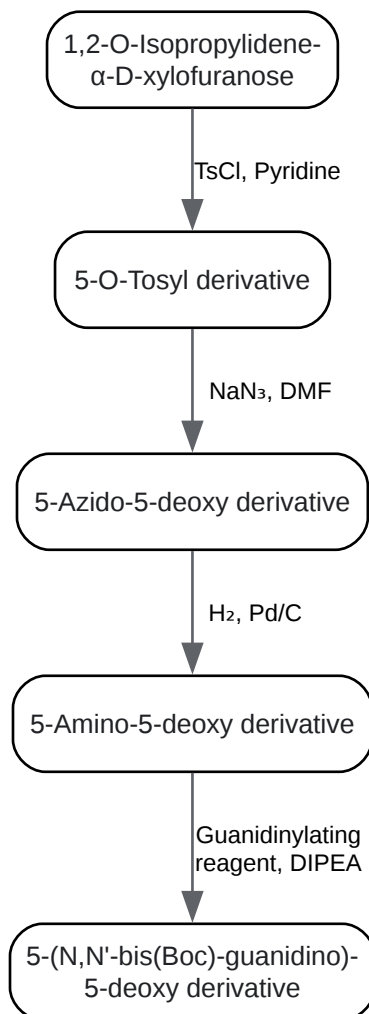 1,2-O-Isopropylidene-
α-D-xylofuranose
TsCl, Pyridine
5-O-Tosyl derivative
NaN₃, DMF
5-Azido-5-deoxy derivative
H₂, Pd/C
5-Amino-5-deoxy derivative
Guanidinylating
reagent, DIPEA
5-(N,N'-bis(Boc)-guanidino)-
5-deoxy derivative